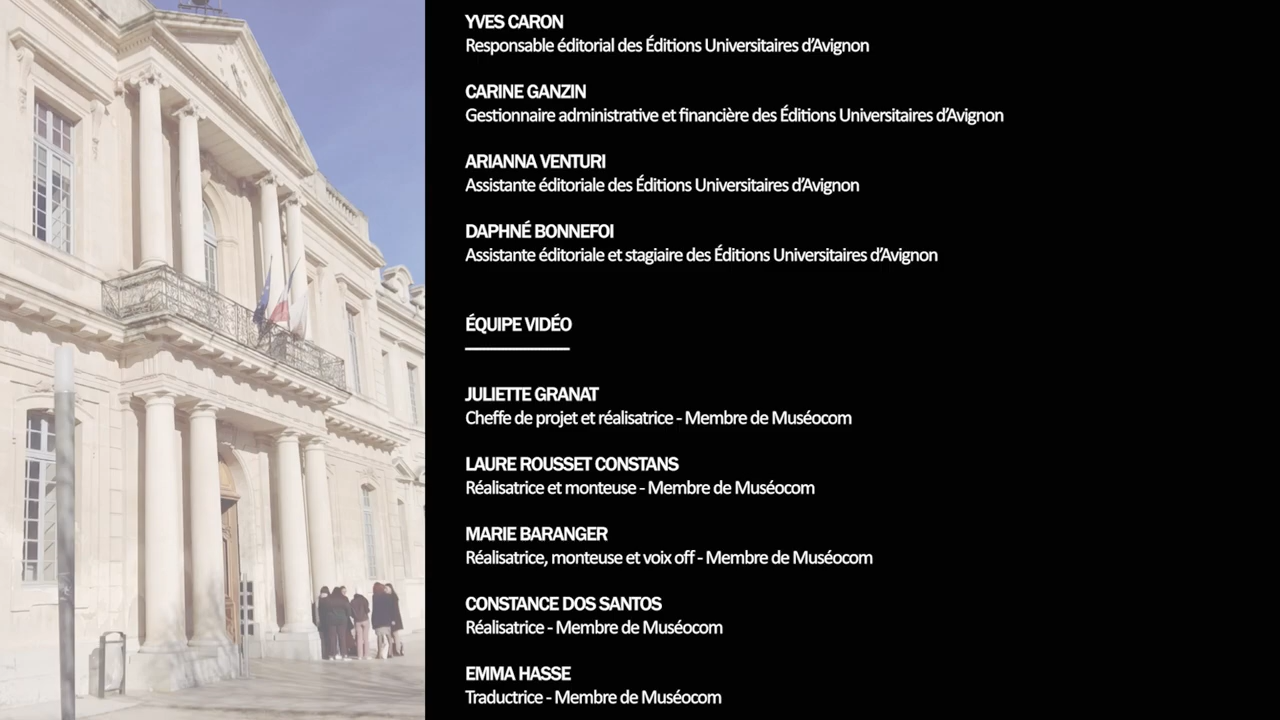 YVES CARON
Responsable éditorial des Éditions Universitaires d'Avignon
CARINE GANZIN
Gestionnaire administrative et financière des Éditions Universitaires d'Avignon
ARIANNA VENTURI
Assistante éditoriale des Éditions Universitaires d'Avignon
DAPHNÉ BONNEFOI
Assistante éditoriale et stagiaire des Éditions Universitaires d'Avignon
ÉQUIPE VIDÉO
JULIETTE GRANAT
Cheffe de projet et réalisatrice - Membre de Muséocom
LAURE ROUSSET CONSTANS
Réalisatrice et monteuse - Membre de Muséocom
MARIE BARANGER
Réalisatrice, monteuse et voix off - Membre de Muséocom
CONSTANCE DOS SANTOS
Réalisatrice - Membre de Muséocom
EMMA HASSE
Traductrice - Membre de Muséocom